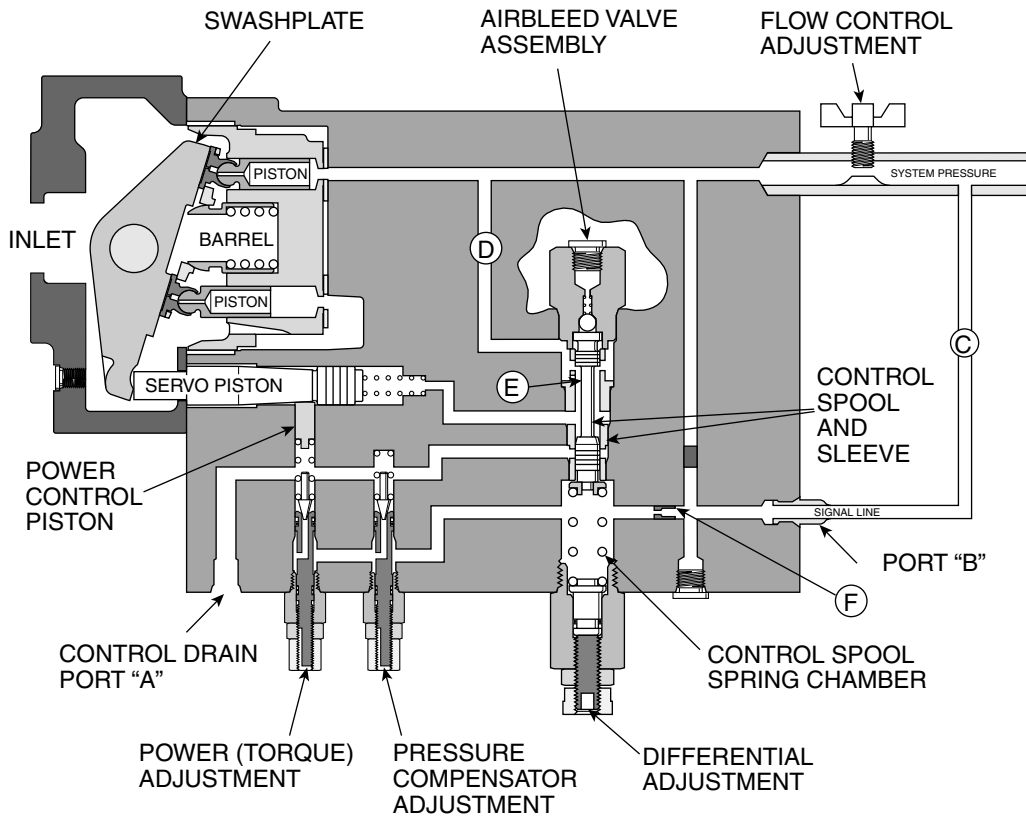 SWASHPLATE
AIRBLEED VALVE
ASSEMBLY
FLOW CONTROL
ADJUSTMENT
PISTON
SYSTEM PRESSURE
INLET
BARREL
D
PISTON
C
SERVO PISTON
E
CONTROL
SPOOL
AND
SLEEVE
POWER
CONTROL
PISTON
SIGNAL LINE
PORT “B”
F
CONTROL DRAIN
PORT “A”
CONTROL SPOOL
SPRING CHAMBER
POWER (TORQUE)
ADJUSTMENT
PRESSURE
COMPENSATOR
ADJUSTMENT
DIFFERENTIAL
ADJUSTMENT